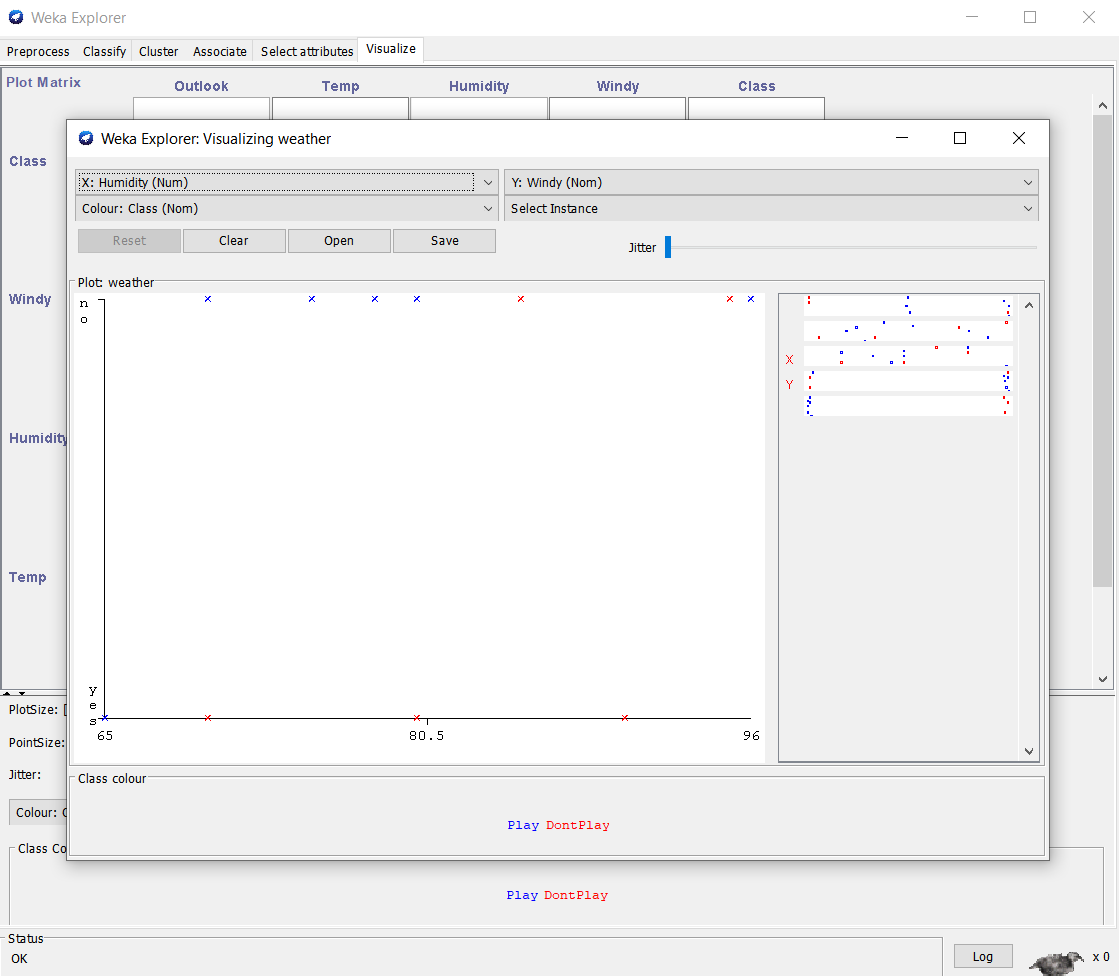 Weka Explorer
Preprocess Classify Cluster Associate Select attributes Visualize
Plot Matrix Outlook Temp Humidity Windy Class
Weka Explorer: Visualizing weather
Class
X: Humidity (Num) Y: Windy (Nom)
Colour: Class (Nom) Select Instance
Reset Clear Open Save Jitter
Plot: weather
Windy
no
X
Y
Humidity
Temp
yes
65 80.5 96
PlotSize: [
PointSize:
Jitter:
Class colour
Colour:
Play DontPlay
Class Co
Play DontPlay
Status
OK
Log x 0